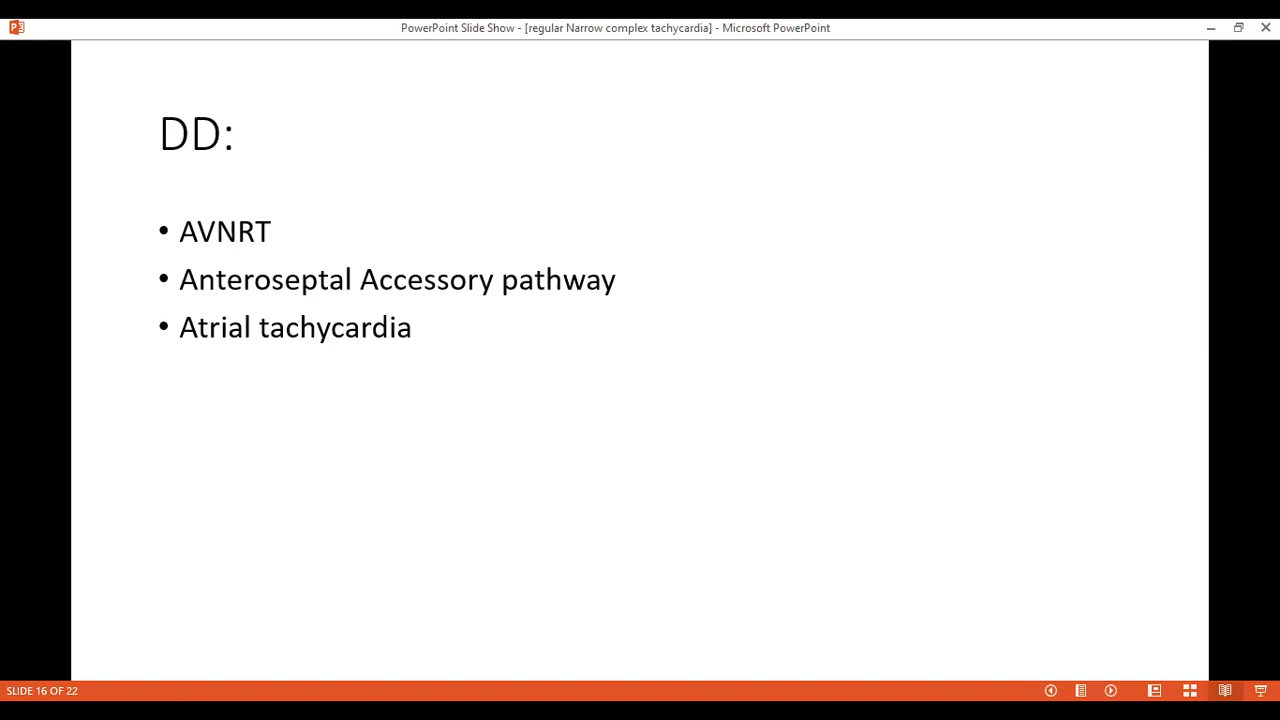 PowerPoint Slide Show - [regular Narrow complex tachycardia] - Microsoft PowerPoint
DD:
• AVNRT
• Anteroseptal Accessory pathway
• Atrial tachycardia
SLIDE 16 OF 22